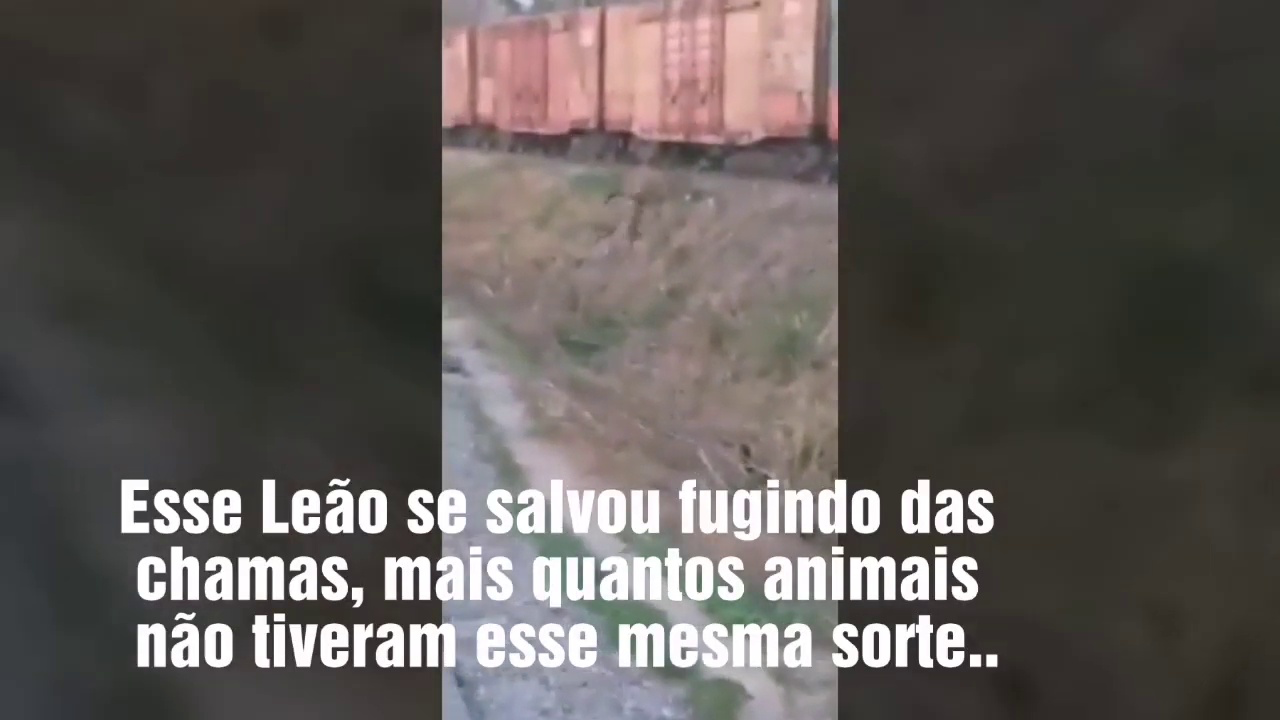 Esse Leão se salvou fugindo das
chamas, mais quantos animais
não tiveram esse mesma sorte..